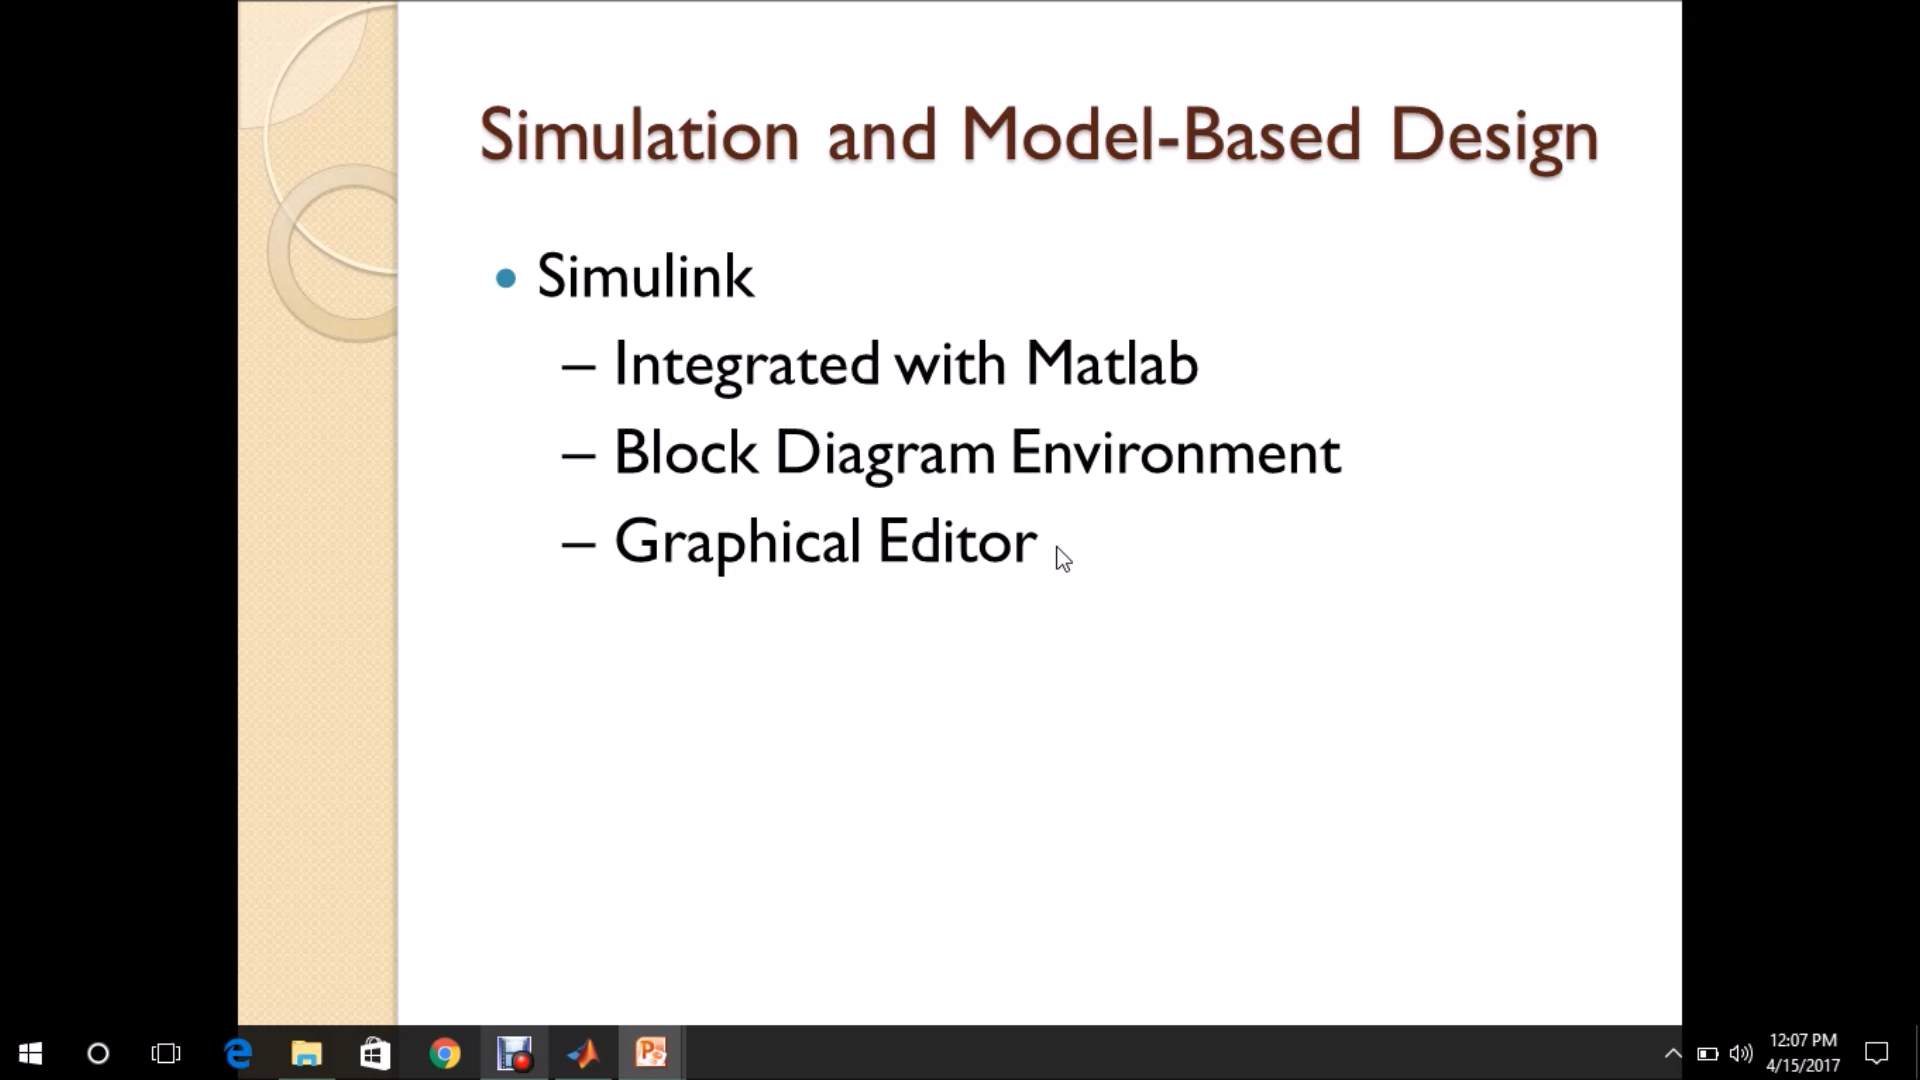 Simulation and Model-Based Design
• Simulink
– Integrated with Matlab
– Block Diagram Environment
– Graphical Editor
12:07 PM
4/15/2017